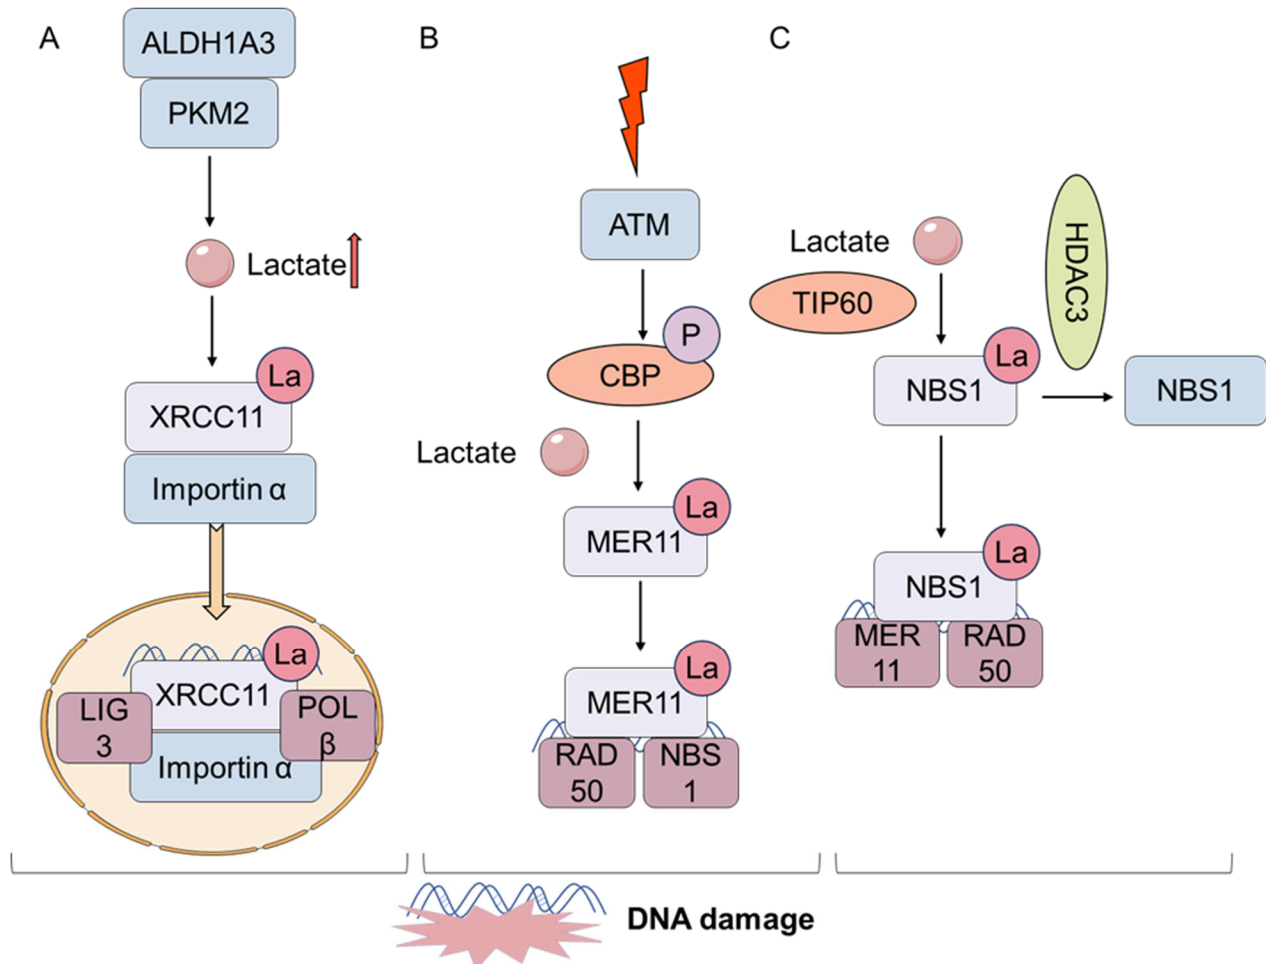 A
ALDH1A3
PKM2
Lactate
La
XRCC11
Importin α
La
XRCC11
LIG
3
POL
β
Importin α
B
ATM
P
CBP
Lactate
La
MER11
La
MER11
RAD
50
NBS
1
C
Lactate
TIP60
HDAC3
La
NBS1
NBS1
La
NBS1
MER
11
RAD
50
DNA damage